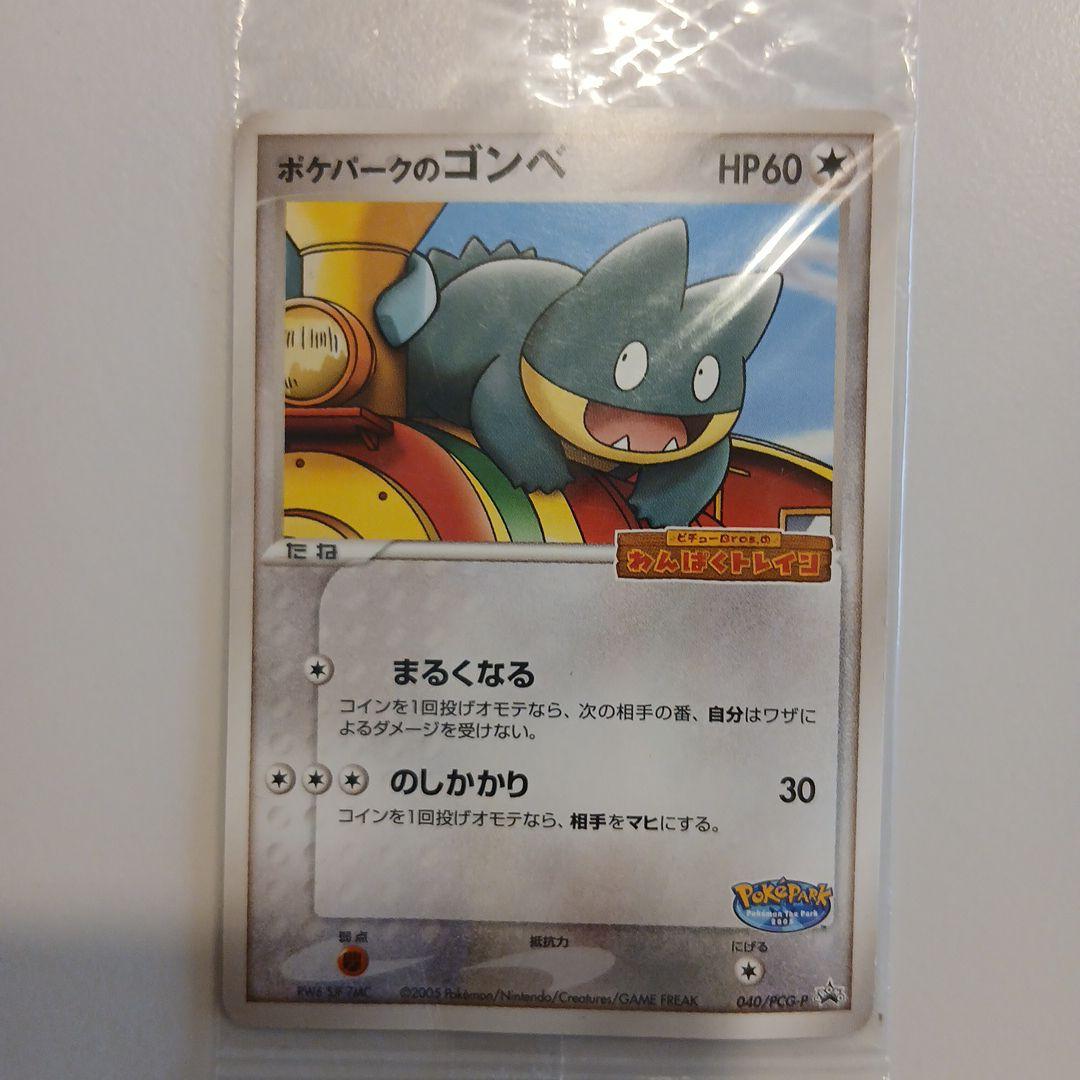 ポケパークのゴンベ HP60
たね
ピチューBros.の
わんぱくトレイン
まるくなる
コインを1回投げオモテなら、次の相手の番、自分はワザに
よるダメージを受けない。
のしかかり 30
コインを1回投げオモテなら、相手をマヒにする。
POKéPARK
Pokémon The Park
2005
弱点 抵抗力 にげる
©2005 Pokémon/Nintendo/Creatures/GAME FREAK 040/PCG-P